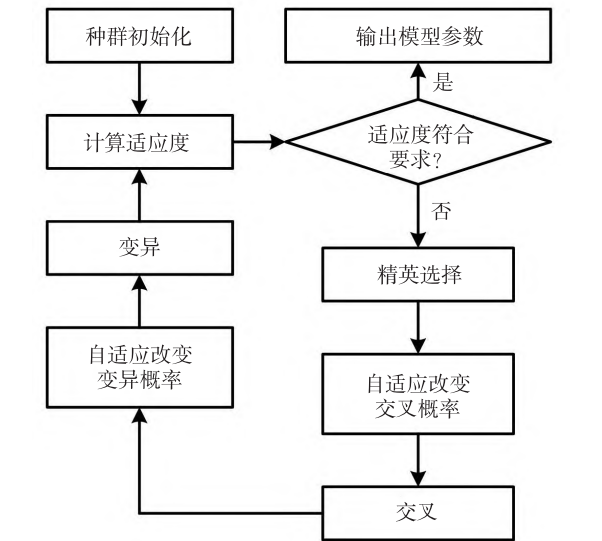 种群初始化
输出模型参数
是
计算适应度
适应度符合
要求?
否
变异
精英选择
自适应改变
变异概率
自适应改变
交叉概率
交叉